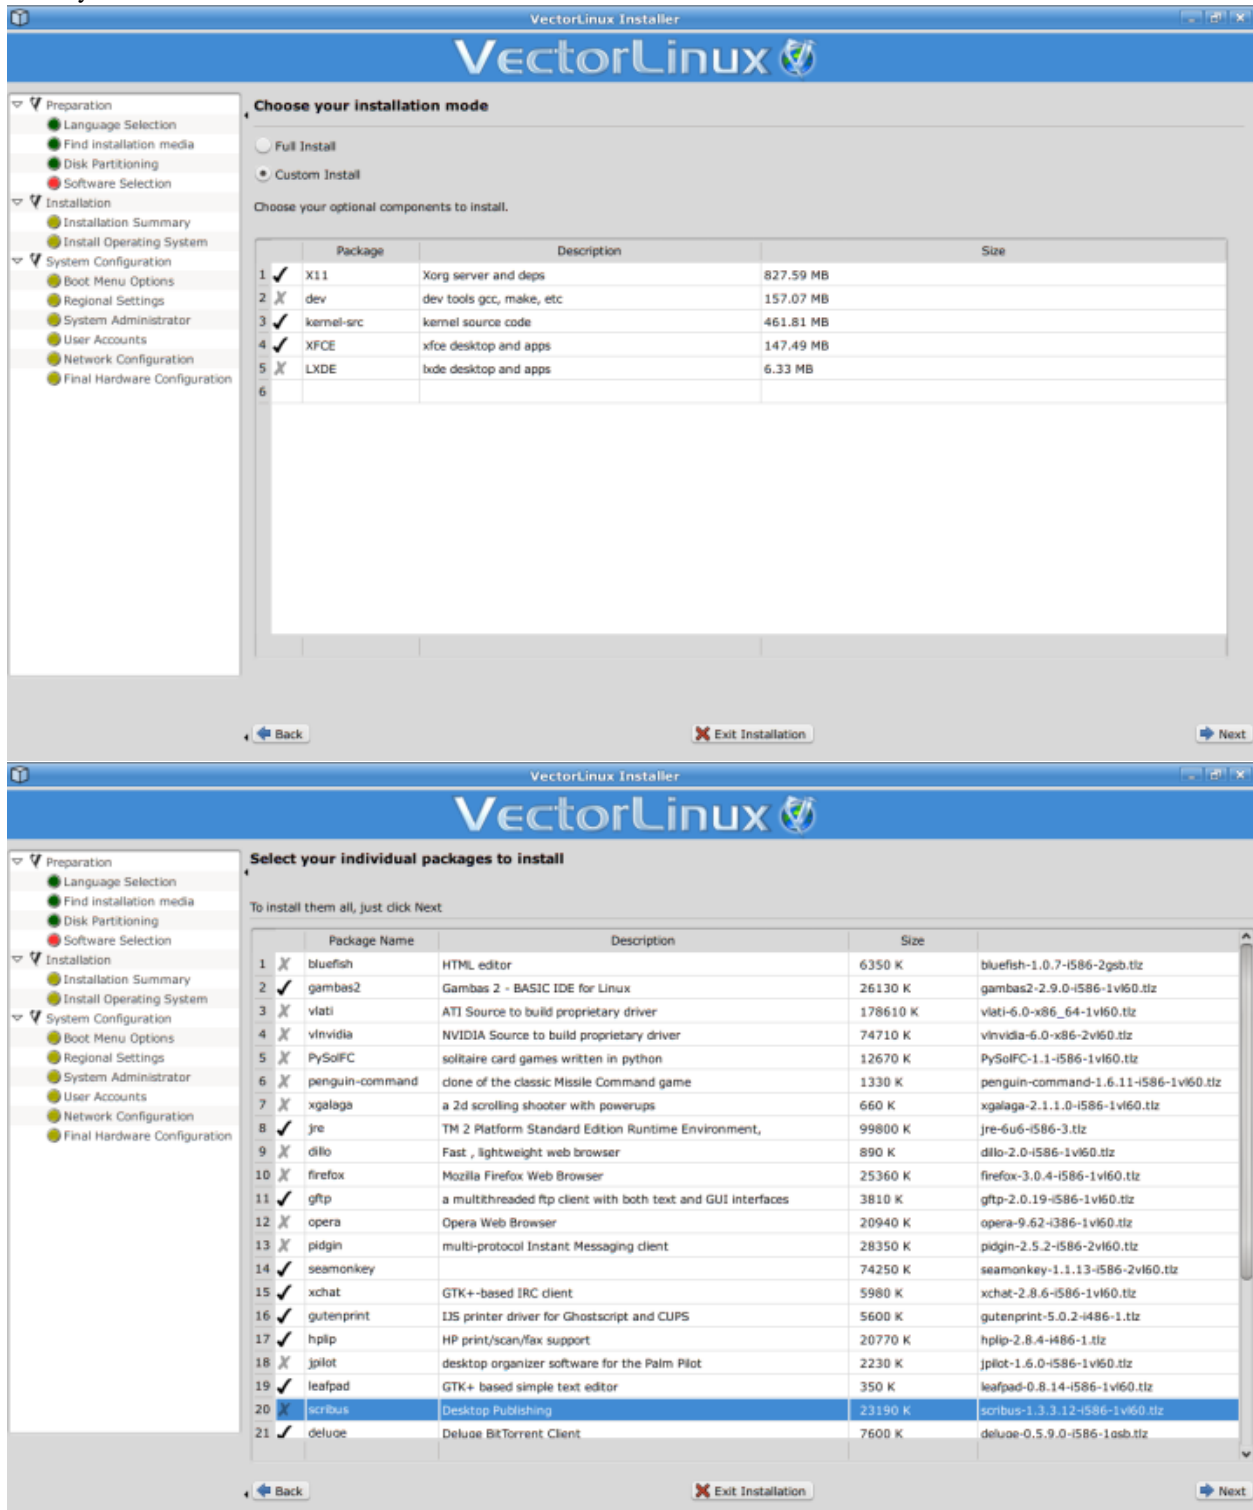 VectorLinux Installer
VectorLinux
Preparation
Language Selection
Find installation media
Disk Partitioning
Software Selection
Installation
Installation Summary
Install Operating System
System Configuration
Boot Menu Options
Regional Settings
System Administrator
User Accounts
Network Configuration
Final Hardware Configuration
Choose your installation mode
Full Install
Custom Install
Choose your optional components to install.
Package Description Size
1 X11 Xorg server and deps 827.59 MB
2 dev dev tools gcc, make, etc 157.07 MB
3 kernel-src kernel source code 461.81 MB
4 XFCE xfce desktop and apps 147.49 MB
5 LXDE lxde desktop and apps 6.33 MB
6
Back Exit Installation Next
VectorLinux Installer
VectorLinux
Preparation
Language Selection
Find installation media
Disk Partitioning
Software Selection
Installation
Installation Summary
Install Operating System
System Configuration
Boot Menu Options
Regional Settings
System Administrator
User Accounts
Network Configuration
Final Hardware Configuration
Select your individual packages to install
To install them all, just click Next
Package Name Description Size
1 bluefish HTML editor 6350 K bluefish-1.0.7-i586-2gsb.tlz
2 gambas2 Gambas 2 - BASIC IDE for Linux 26130 K gambas2-2.9.0-i586-1vl60.tlz
3 vlati ATI Source to build proprietary driver 178610 K vlati-6.0-x86_64-1vl60.tlz
4 vlnvidia NVIDIA Source to build proprietary driver 74710 K vlnvidia-6.0-x86-2vl60.tlz
5 PySolFC solitaire card games written in python 12670 K PySolFC-1.1-i586-1vl60.tlz
6 penguin-command clone of the classic Missile Command game 1330 K penguin-command-1.6.11-i586-1vl60.tlz
7 xgalaga a 2d scrolling shooter with powerups 660 K xgalaga-2.1.1.0-i586-1vl60.tlz
8 jre TM 2 Platform Standard Edition Runtime Environment, 99800 K jre-6u6-i586-3.tlz
9 dillo Fast , lightweight web browser 890 K dillo-2.0-i586-1vl60.tlz
10 firefox Mozilla Firefox Web Browser 25360 K firefox-3.0.4-i586-1vl60.tlz
11 gftp a multithreaded ftp client with both text and GUI interfaces 3810 K gftp-2.0.19-i586-1vl60.tlz
12 opera Opera Web Browser 20940 K opera-9.62-i386-1vl60.tlz
13 pidgin multi-protocol Instant Messaging client 28350 K pidgin-2.5.2-i586-2vl60.tlz
14 seamonkey 74250 K seamonkey-1.1.13-i586-2vl60.tlz
15 xchat GTK+-based IRC client 5980 K xchat-2.8.6-i586-1vl60.tlz
16 gutenprint IJS printer driver for Ghostscript and CUPS 5600 K gutenprint-5.0.2-i486-1.tlz
17 hplip HP print/scan/fax support 20770 K hplip-2.8.4-i486-1.tlz
18 jpilot desktop organizer software for the Palm Pilot 2230 K jpilot-1.6.0-i586-1vl60.tlz
19 leafpad GTK+ based simple text editor 350 K leafpad-0.8.14-i586-1vl60.tlz
20 scribus Desktop Publishing 23190 K scribus-1.3.3.12-i586-1vl60.tlz
21 deluge Deluge BitTorrent Client 7600 K deluge-0.5.9.0-i586-1gsb.tlz
Back Exit Installation Next